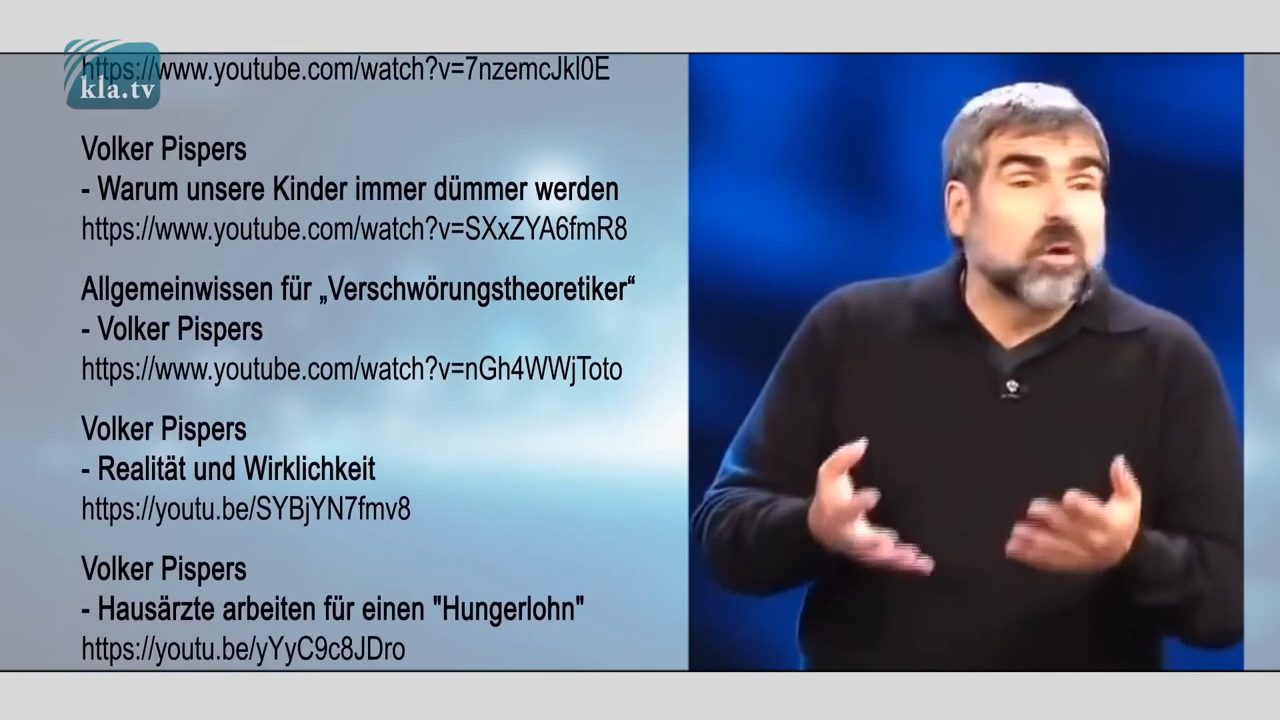 https://www.youtube.com/watch?v=7nzemcJkl0E
kla.tv
Volker Pispers
- Warum unsere Kinder immer dümmer werden
https://www.youtube.com/watch?v=SXxZYA6fmR8
Allgemeinwissen für „Verschwörungstheoretiker“
- Volker Pispers
https://www.youtube.com/watch?v=nGh4WWjToto
Volker Pispers
- Realität und Wirklichkeit
https://youtu.be/SYBjYN7fmv8
Volker Pispers
- Hausärzte arbeiten für einen "Hungerlohn"
https://youtu.be/yYyC9c8JDro